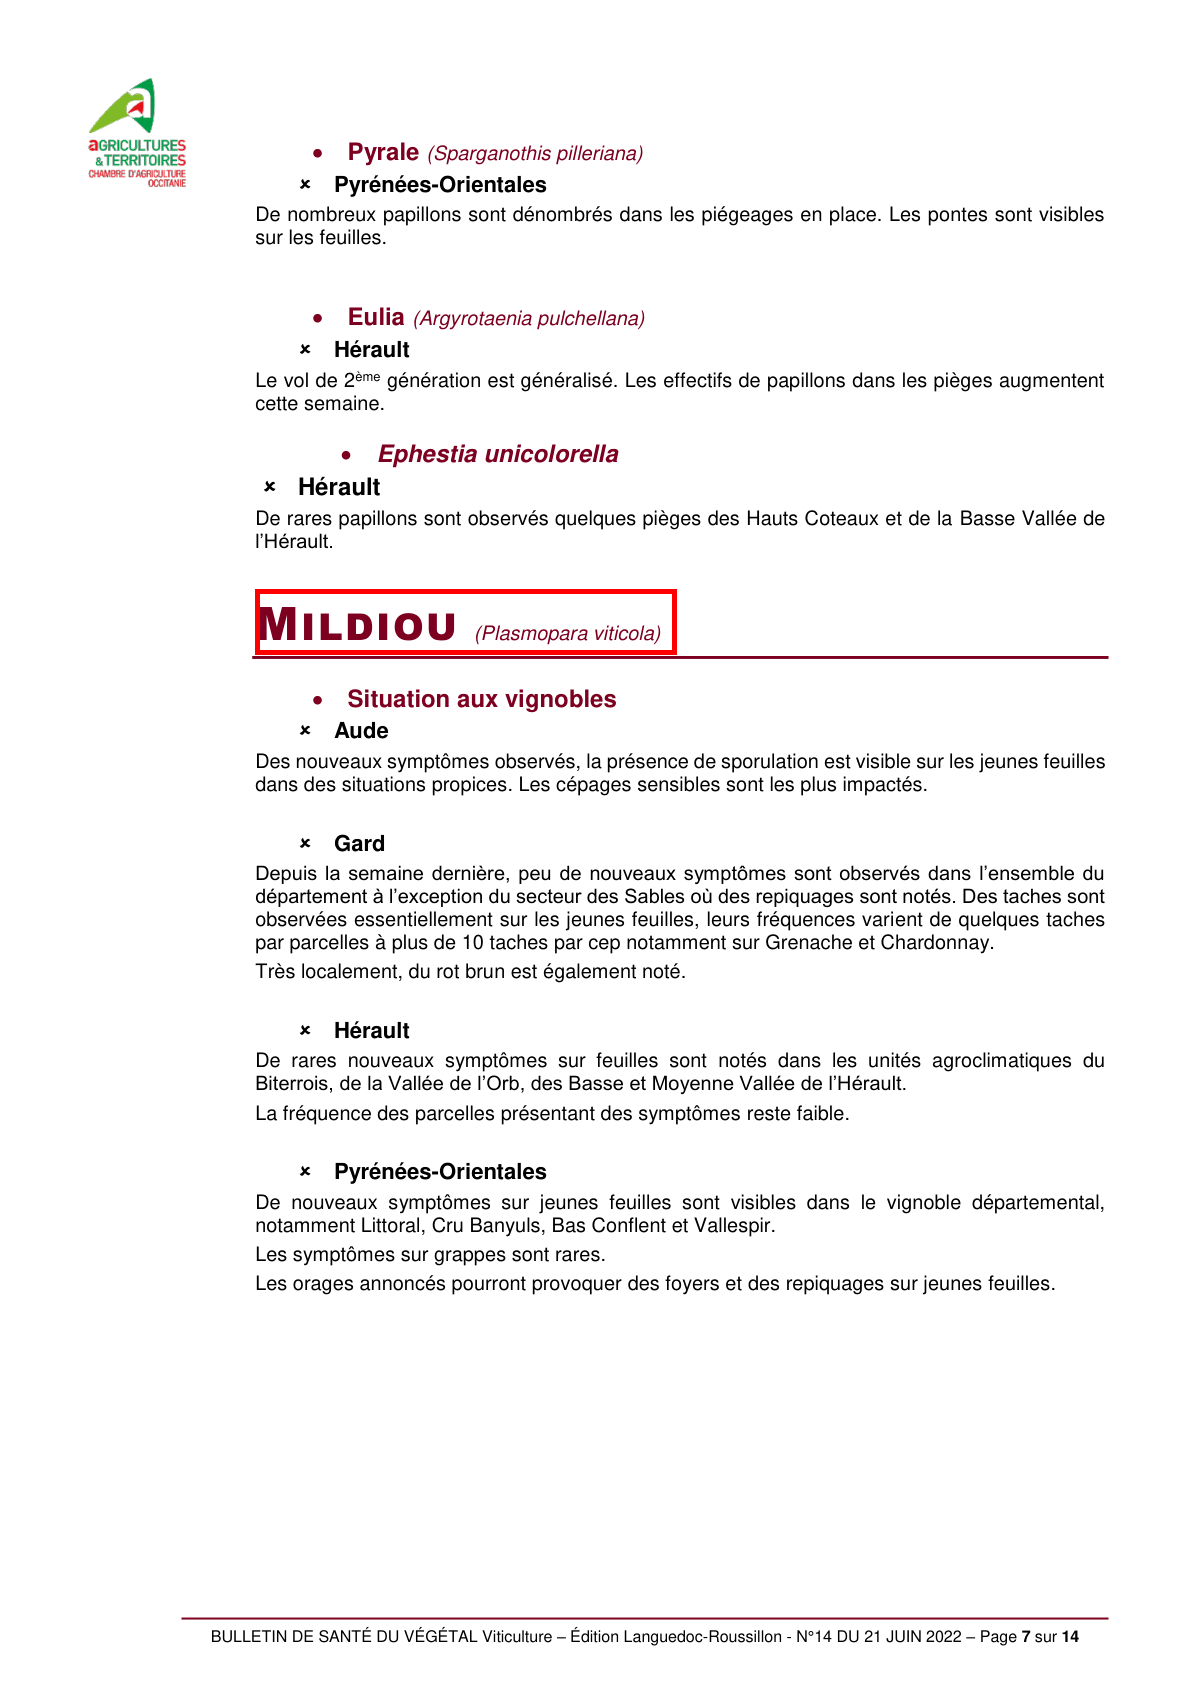 aGRICULTURES
& TERRITOIRES
CHAMBRE D'AGRICULTURE
OCCITANIE
• Pyrale (Sparganothis pilleriana)
× Pyrénées-Orientales
De nombreux papillons sont dénombrés dans les piégeages en place. Les pontes sont visibles
sur les feuilles.
• Eulia (Argyrotaenia pulchellana)
× Hérault
Le vol de 2ème génération est généralisé. Les effectifs de papillons dans les pièges augmentent
cette semaine.
• Ephestia unicolorella
× Hérault
De rares papillons sont observés quelques pièges des Hauts Coteaux et de la Basse Vallée de
l’Hérault.
MILDIOU (Plasmopara viticola)
• Situation aux vignobles
× Aude
Des nouveaux symptômes observés, la présence de sporulation est visible sur les jeunes feuilles
dans des situations propices. Les cépages sensibles sont les plus impactés.
× Gard
Depuis la semaine dernière, peu de nouveaux symptômes sont observés dans l’ensemble du
département à l’exception du secteur des Sables où des repiquages sont notés. Des taches sont
observées essentiellement sur les jeunes feuilles, leurs fréquences varient de quelques taches
par parcelles à plus de 10 taches par cep notamment sur Grenache et Chardonnay.
Très localement, du rot brun est également noté.
× Hérault
De rares nouveaux symptômes sur feuilles sont notés dans les unités agroclimatiques du
Biterrois, de la Vallée de l’Orb, des Basse et Moyenne Vallée de l’Hérault.
La fréquence des parcelles présentant des symptômes reste faible.
× Pyrénées-Orientales
De nouveaux symptômes sur jeunes feuilles sont visibles dans le vignoble départemental,
notamment Littoral, Cru Banyuls, Bas Conflent et Vallespir.
Les symptômes sur grappes sont rares.
Les orages annoncés pourront provoquer des foyers et des repiquages sur jeunes feuilles.
BULLETIN DE SANTÉ DU VÉGÉTAL Viticulture – Édition Languedoc-Roussillon - N°14 DU 21 JUIN 2022 – Page 7 sur 14